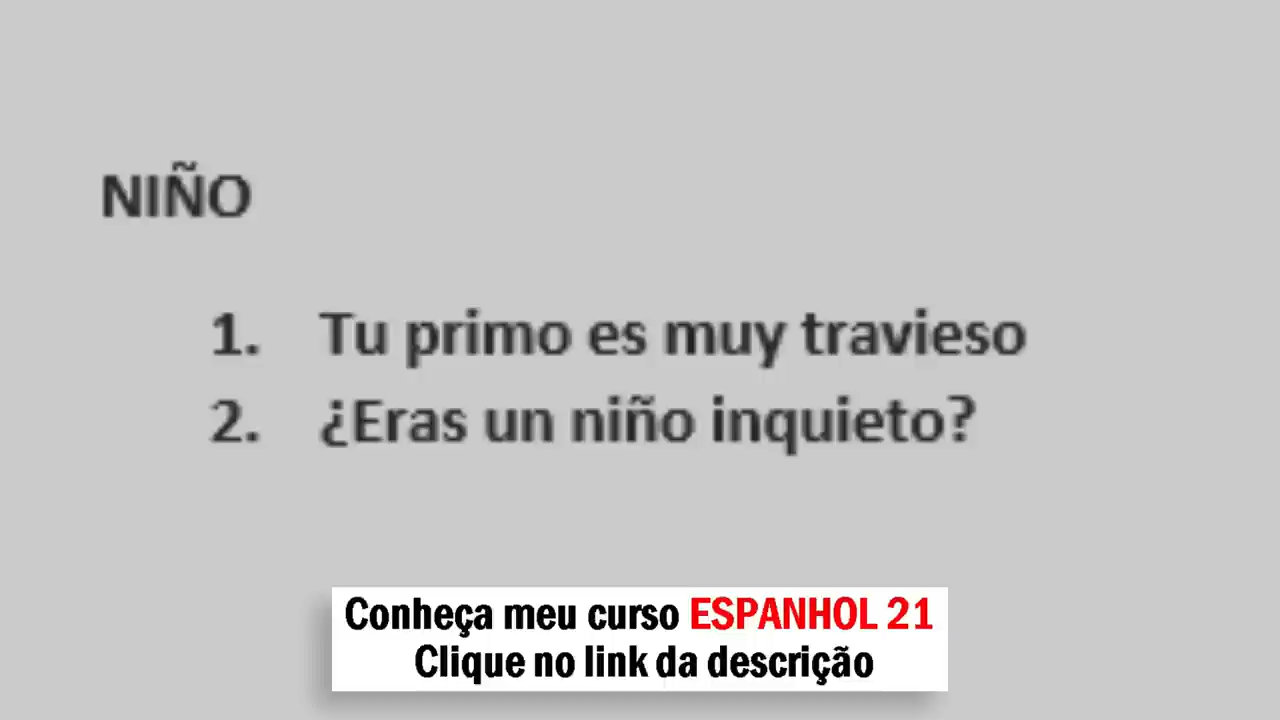 NIÑO
1. Tu primo es muy travieso
2. ¿Eras un niño inquieto?
Conheça meu curso ESPANHOL 21
Clique no link da descrição